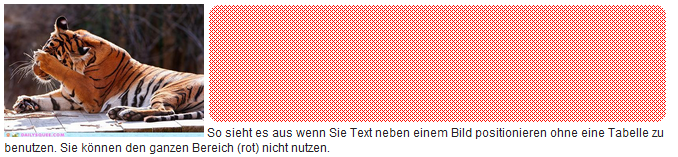 So sieht es aus wenn Sie Text neben einem Bild positionieren ohne eine Tabelle zu
benutzen. Sie können den ganzen Bereich (rot) nicht nutzen.